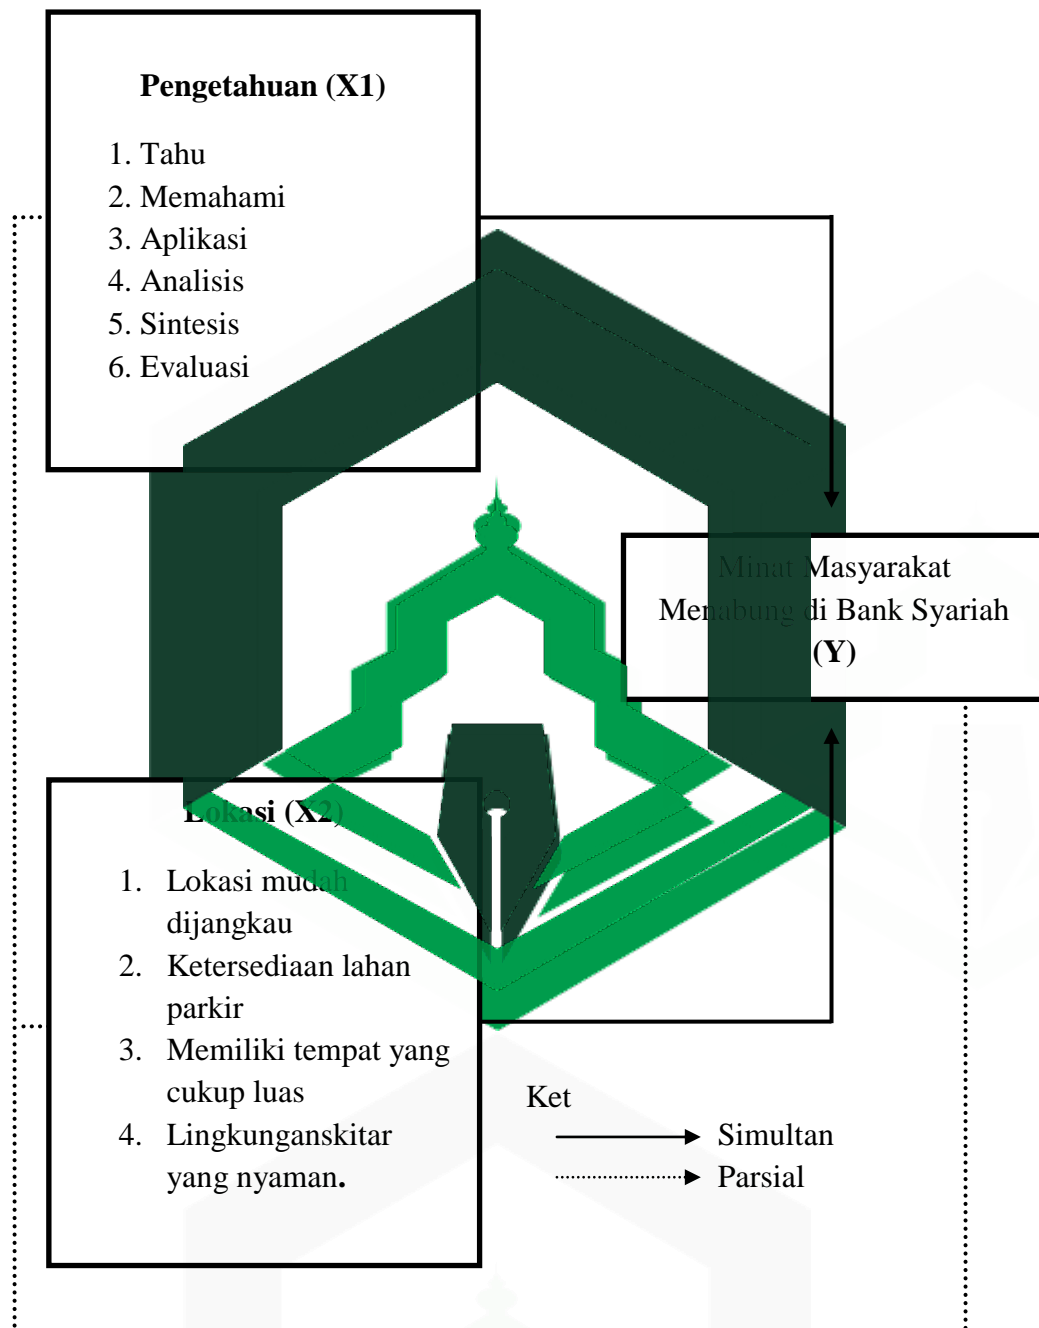 Pengetahuan (X1)
1. Tahu
2. Memahami
3. Aplikasi
4. Analisis
5. Sintesis
6. Evaluasi
Minat Masyarakat
Menabung di Bank Syariah
(Y)
Lokasi (X2)
1. Lokasi mudah
dijangkau
2. Ketersediaan lahan
parkir
3. Memiliki tempat yang
cukup luas
4. Lingkunganskitar
yang nyaman.
Ket
Simultan
Parsial